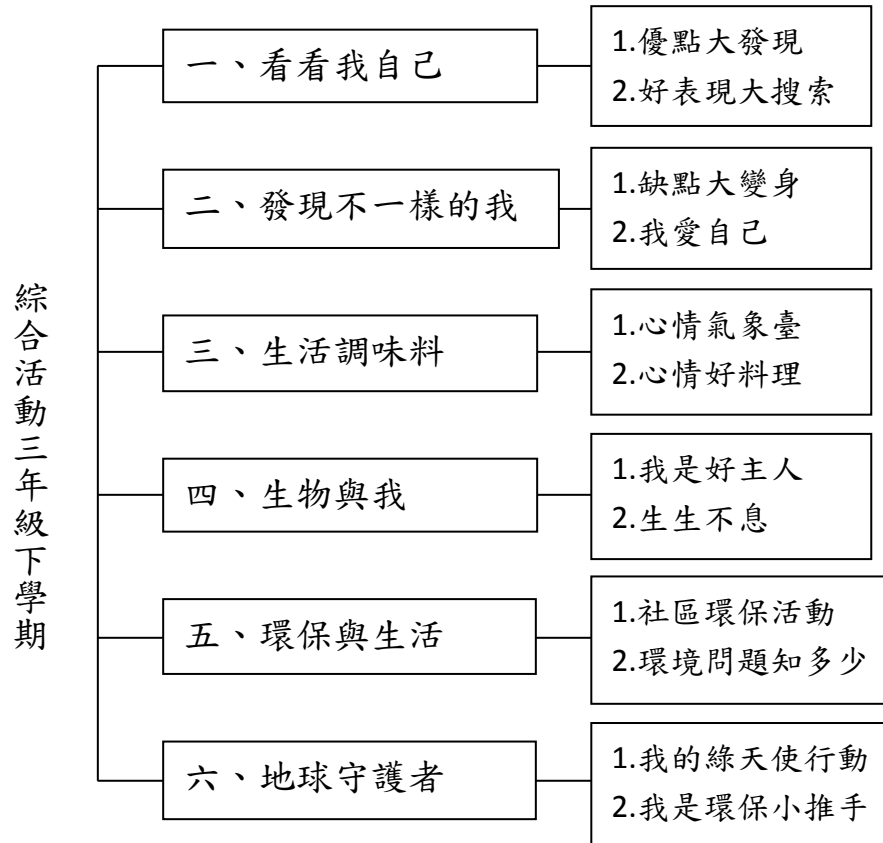 綜合活動三年級下學期
一、看看我自己
1.優點大發現
2.好表現大搜索
二、發現不一樣的我
1.缺點大變身
2.我愛自己
三、生活調味料
1.心情氣象臺
2.心情好料理
四、生物與我
1.我是好主人
2.生生不息
五、環保與生活
1.社區環保活動
2.環境問題知多少
六、地球守護者
1.我的綠天使行動
2.我是環保小推手